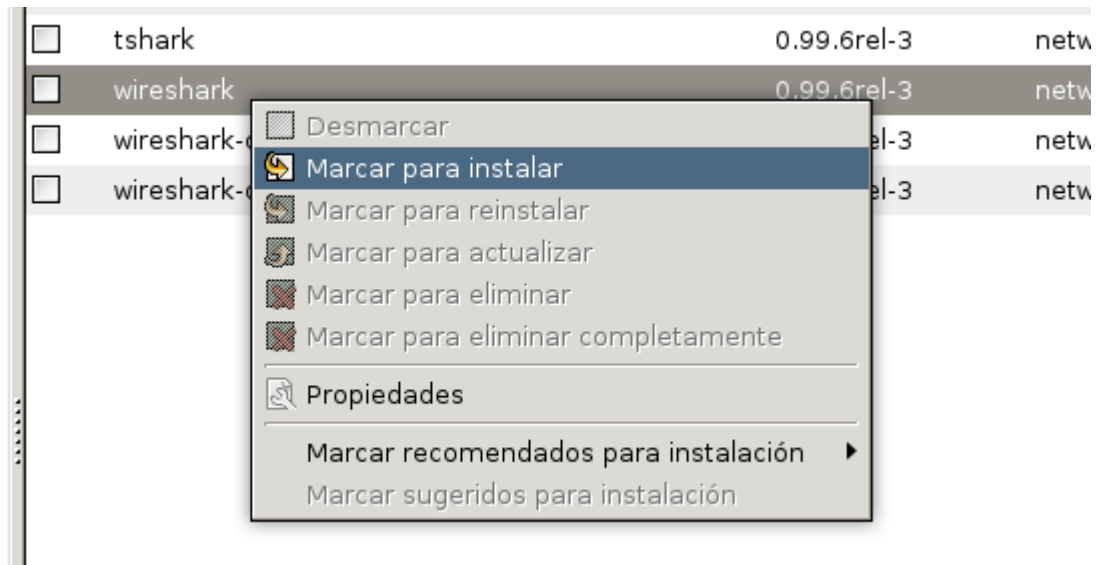 tshark 0.99.6rel-3 netw
wireshark 0.99.6rel-3 netw
wireshark- el-3 netw
wireshark- el-3 netw
Desmarcar
Marcar para instalar
Marcar para reinstalar
Marcar para actualizar
Marcar para eliminar
Marcar para eliminar completamente
Propiedades
Marcar recomendados para instalación
Marcar sugeridos para instalación